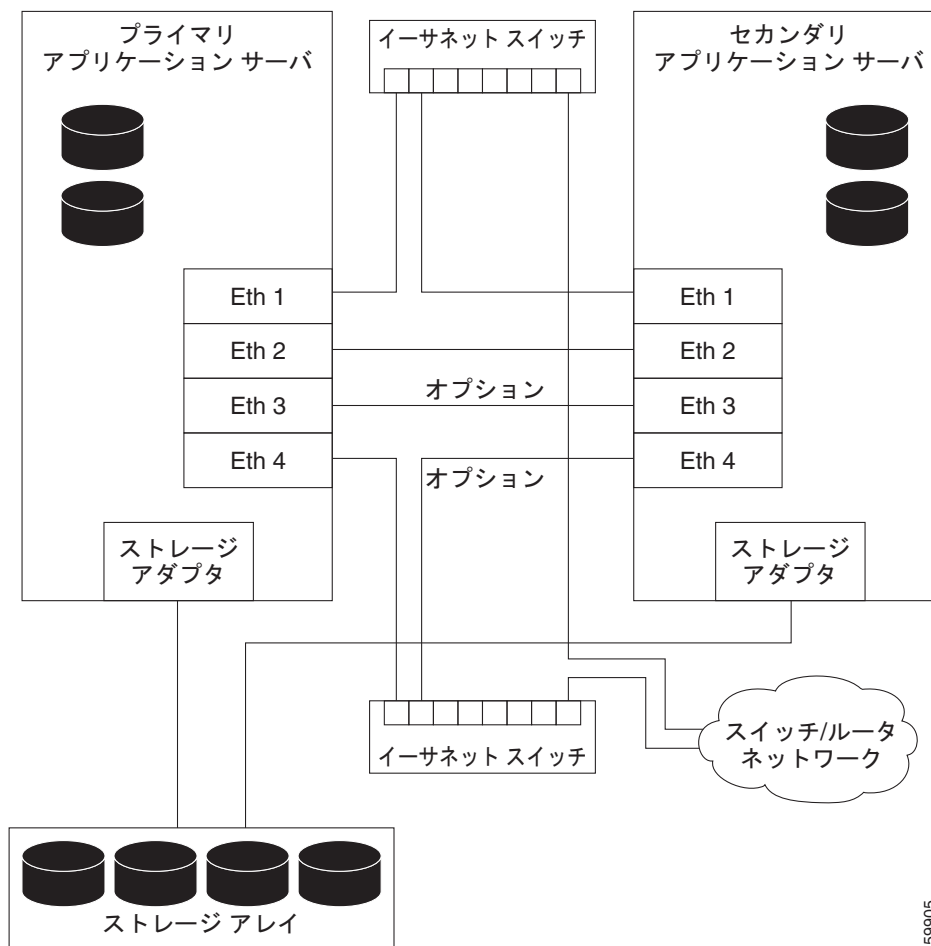 プライマリ
アプリケーション サーバ
イーサネット スイッチ
セカンダリ
アプリケーション サーバ
Eth 1
Eth 2
Eth 3
Eth 4
Eth 1
Eth 2
Eth 3
Eth 4
オプション
オプション
ストレージ
アダプタ
ストレージ
アダプタ
イーサネット スイッチ
スイッチ/ルータ
ネットワーク
ストレージ アレイ
59905